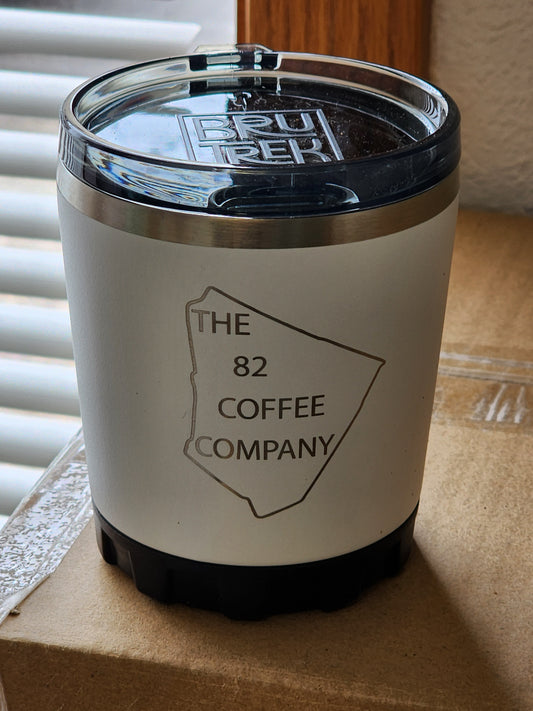 BRU
TREK
THE
82
COFFEE
COMPANY